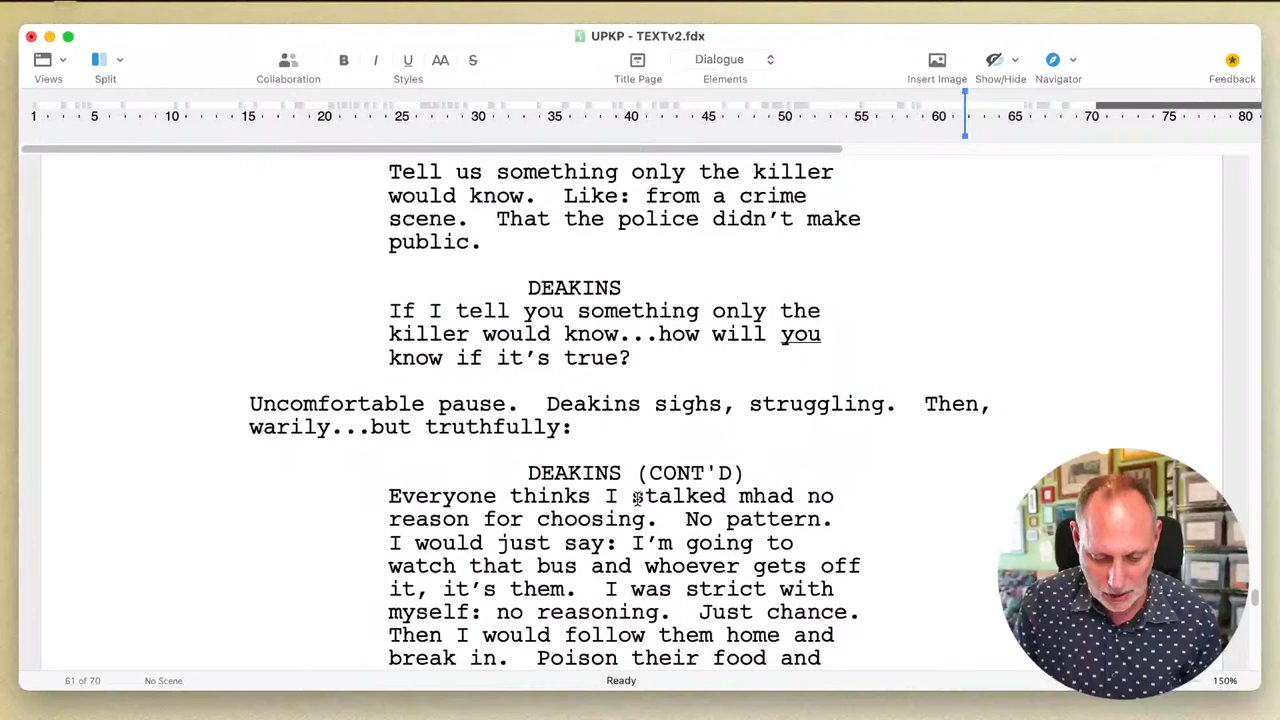 UPKP - TEXTv2.fdx
Views
Split
Collaboration
B I U AA S
Styles
Title Page
Dialogue
Elements
Insert Image
Show/Hide
Navigator
Feedback
1 5 10 15 20 25 30 35 40 45 50 55 60 65 70 75 80
Tell us something only the killer
would know.  Like: from a crime
scene.  That the police didn’t make
public.
DEAKINS
If I tell you something only the
killer would know...how will you
know if it’s true?
Uncomfortable pause.  Deakins sighs, struggling.  Then,
warily...but truthfully:
DEAKINS (CONT'D)
Everyone thinks I stalked mhad no
reason for choosing.  No pattern.
I would just say: I’m going to
watch that bus and whoever gets off
it, it’s them.  I was strict with
myself: no reasoning.  Just chance.
Then I would follow them home and
break in.  Poison their food and
61 of 70
No Scene
Ready
150%